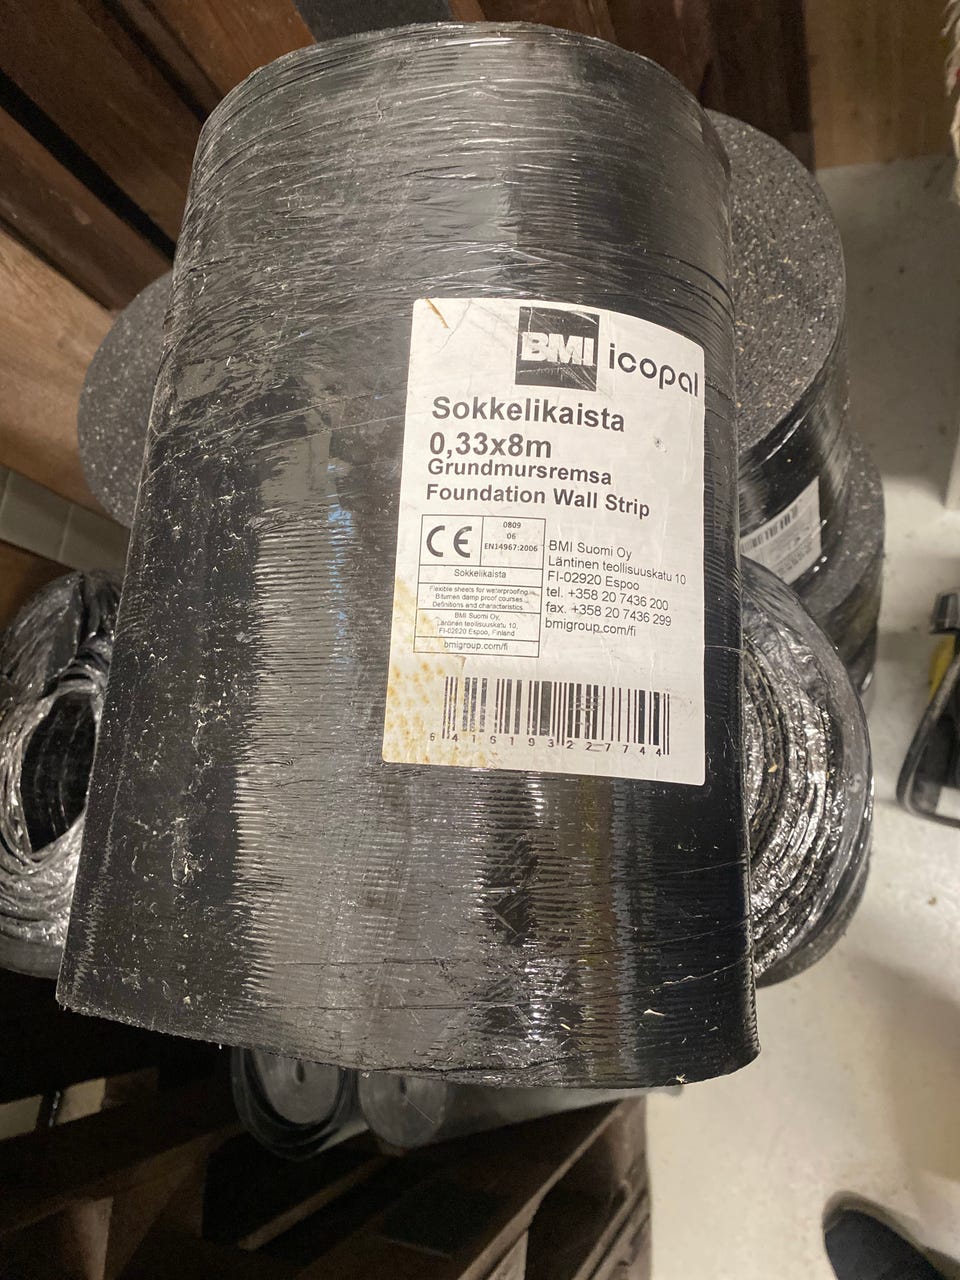 BMI icopal
Sokkelikaista
0,33x8m
Grundmursremsa
Foundation Wall Strip
CE
0809
06
EN14967:2006
Sokkelikaista
Flexible sheets for waterproofing.
Bitumen damp proof courses.
Definitions and characteristics
BMI Suomi Oy,
Läntinen teollisuuskatu 10,
FI-02920 Espoo, Finland
bmigroup.com/fi
BMI Suomi Oy
Läntinen teollisuuskatu 10
FI-02920 Espoo
tel. +358 20 7436 200
fax. +358 20 7436 299
bmigroup.com/fi
6 416193 227744